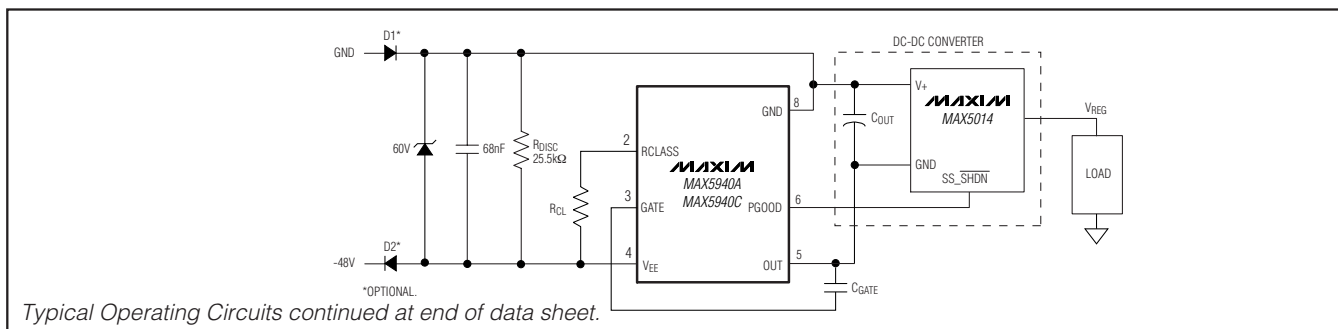 DC-DC CONVERTER
GND
D1*
60V
68nF
RDISC
25.5kΩ
RCL
2
RCLASS
3
GATE
4
VEE
-48V
D2*
*OPTIONAL.
MAXIM
MAX5940A
MAX5940C
GND
8
PGOOD
6
OUT
5
CGATE
COUT
V+
MAXIM
MAX5014
GND
SS_SHDN
VREG
LOAD
Typical Operating Circuits continued at end of data sheet.